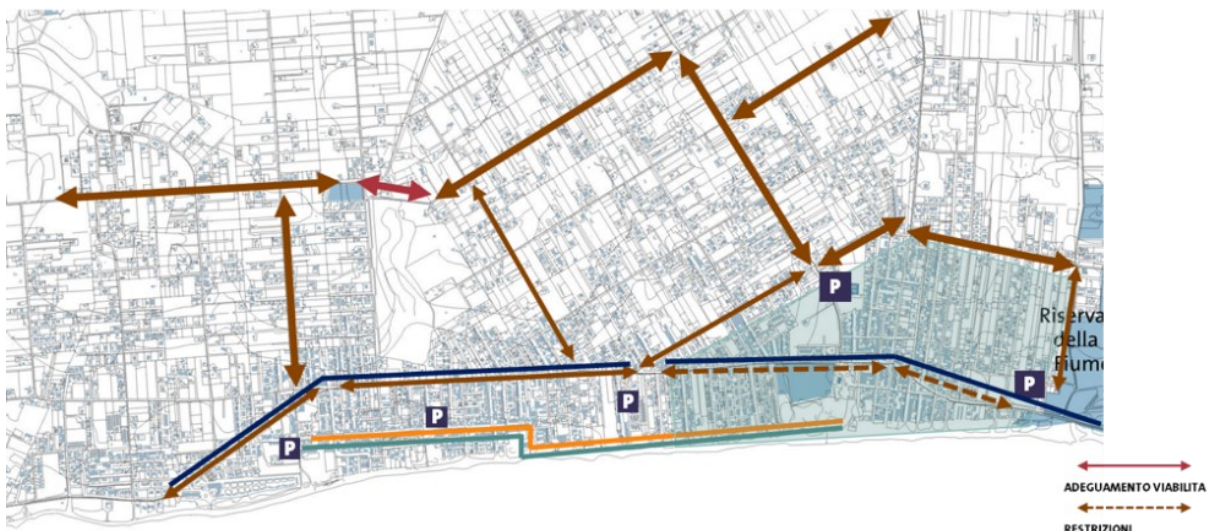 P
Riserva
della
Fiume
P
P
P
P
ADEGUAMENTO VIABILITA
RESTRIZIONI